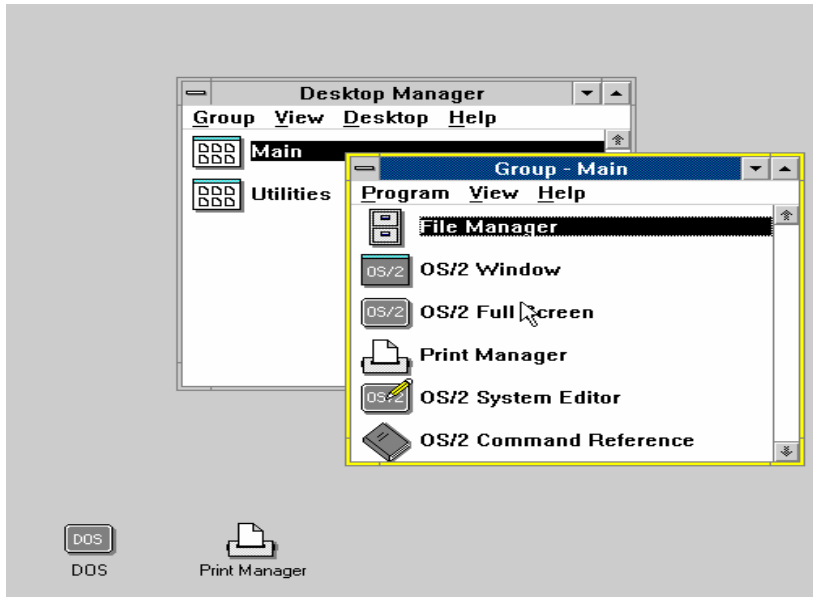 Desktop Manager
Group View Desktop Help
Main
Utilities
Group - Main
Program View Help
File Manager
OS/2 OS/2 Window
OS/2 OS/2 Full Screen
Print Manager
OS/2 OS/2 System Editor
OS/2 Command Reference
DOS
DOS
Print Manager